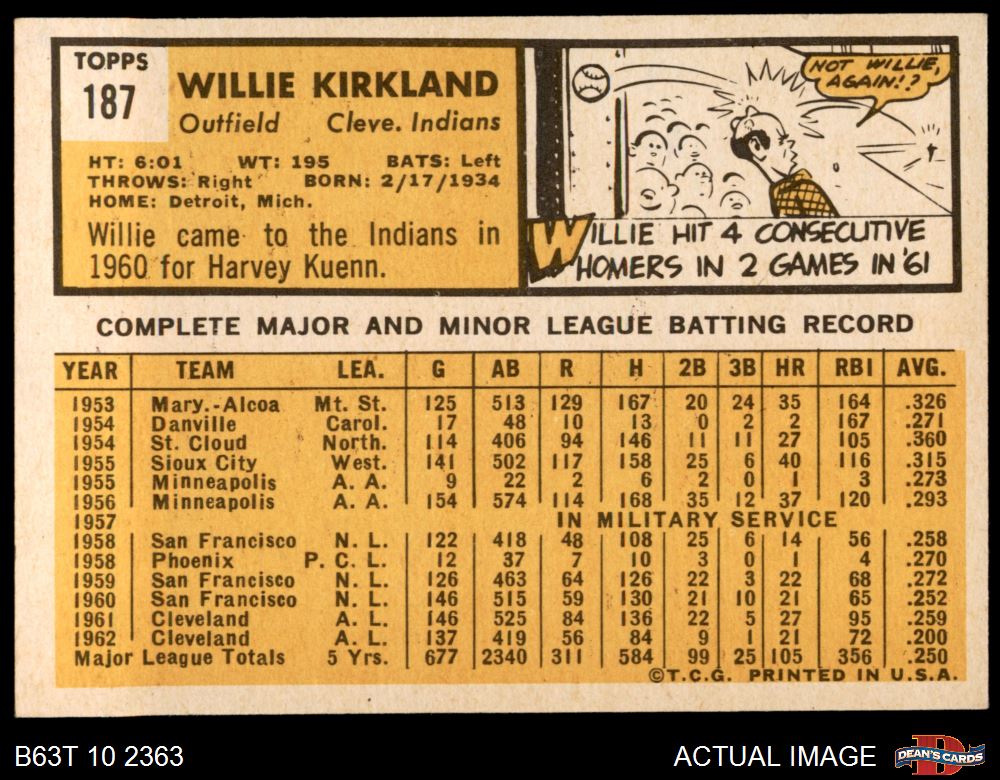 TOPPS
187
WILLIE KIRKLAND
Outfield Cleve. Indians
HT: 6:01 WT: 195 BATS: Left
THROWS: Right BORN: 2/17/1934
HOME: Detroit, Mich.
Willie came to the Indians in
1960 for Harvey Kuenn.
NOT WILLIE,
AGAIN!?
WILLIE HIT 4 CONSECUTIVE
HOMERS IN 2 GAMES IN '61
COMPLETE MAJOR AND MINOR LEAGUE BATTING RECORD
YEAR TEAM LEA. G AB R H 2B 3B HR RBI AVG.
1953 Mary.-Alcoa Mt. St. 125 513 129 167 20 24 35 164 .326
1954 Danville Carol. 17 48 10 13 0 2 2 167 .271
1954 St. Cloud North. 114 406 94 146 11 11 27 105 .360
1955 Sioux City West. 141 502 117 158 25 6 40 116 .315
1955 Minneapolis A. A. 9 22 2 6 2 0 1 3 .273
1956 Minneapolis A. A. 154 574 114 168 35 12 37 120 .293
1957 IN MILITARY SERVICE
1958 San Francisco N. L. 122 418 48 108 25 6 14 56 .258
1958 Phoenix P. C. L. 12 37 7 10 3 0 1 4 .270
1959 San Francisco N. L. 126 463 64 126 22 3 22 68 .272
1960 San Francisco N. L. 146 515 59 130 21 10 21 65 .252
1961 Cleveland A. L. 146 525 84 136 22 5 27 95 .259
1962 Cleveland A. L. 137 419 56 84 9 1 21 72 .200
Major League Totals 5 Yrs. 677 2340 311 584 99 25 105 356 .250
©T.C.G. PRINTED IN U.S.A.
B63T 10 2363
ACTUAL IMAGE
D
DEAN'S CARDS